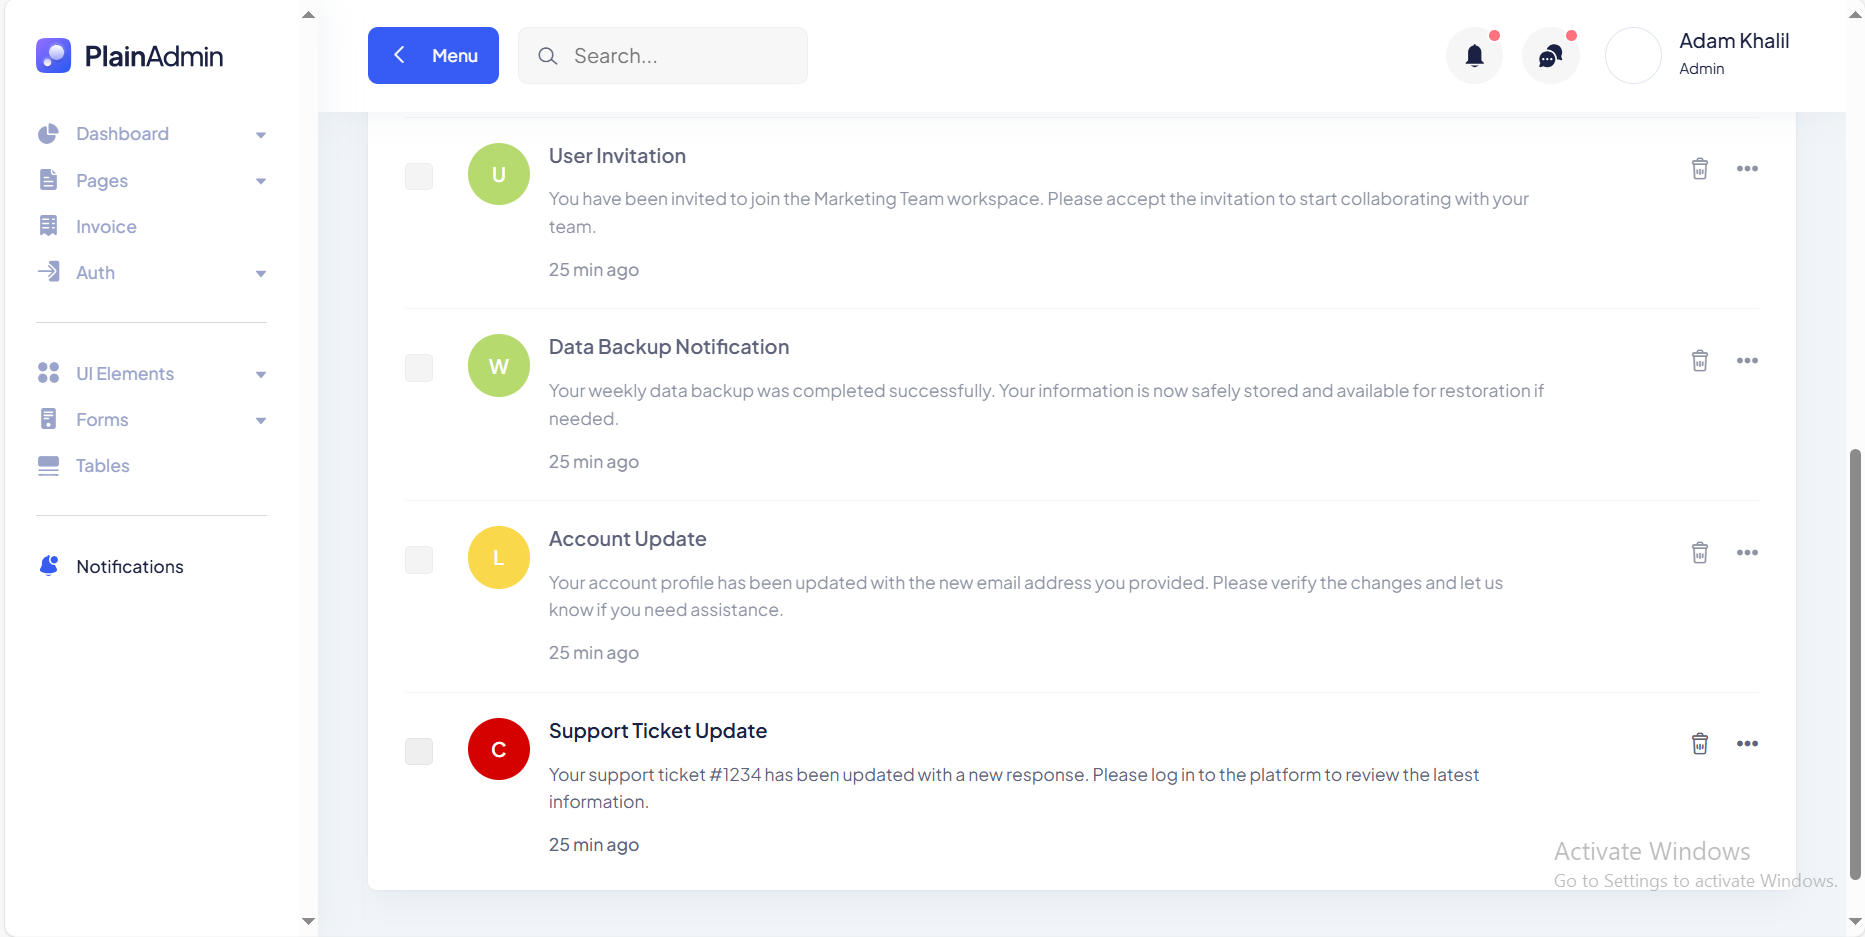 PlainAdmin
Menu
Search...
Adam Khalil
Admin
Dashboard
Pages
Invoice
Auth
UI Elements
Forms
Tables
Notifications
U
User Invitation
You have been invited to join the Marketing Team workspace. Please accept the invitation to start collaborating with your
team.
25 min ago
W
Data Backup Notification
Your weekly data backup was completed successfully. Your information is now safely stored and available for restoration if
needed.
25 min ago
L
Account Update
Your account profile has been updated with the new email address you provided. Please verify the changes and let us
know if you need assistance.
25 min ago
C
Support Ticket Update
Your support ticket #1234 has been updated with a new response. Please log in to the platform to review the latest
information.
25 min ago
Activate Windows
Go to Settings to activate Windows.